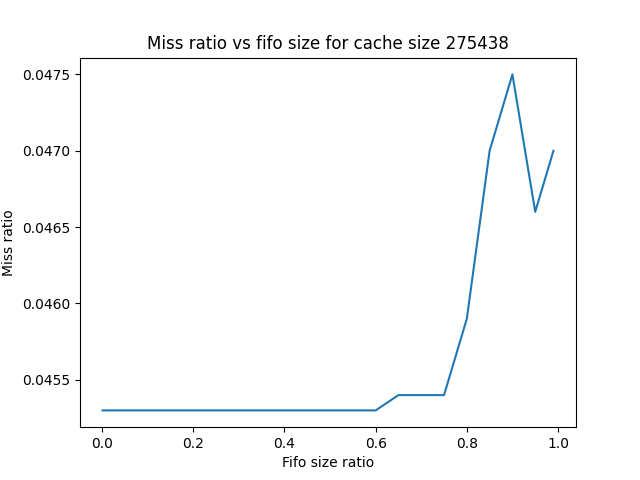 Miss ratio vs fifo size for cache size 275438
0.0475
0.0470
0.0465
0.0460
0.0455
Miss ratio
0.0 0.2 0.4 0.6 0.8 1.0
Fifo size ratio